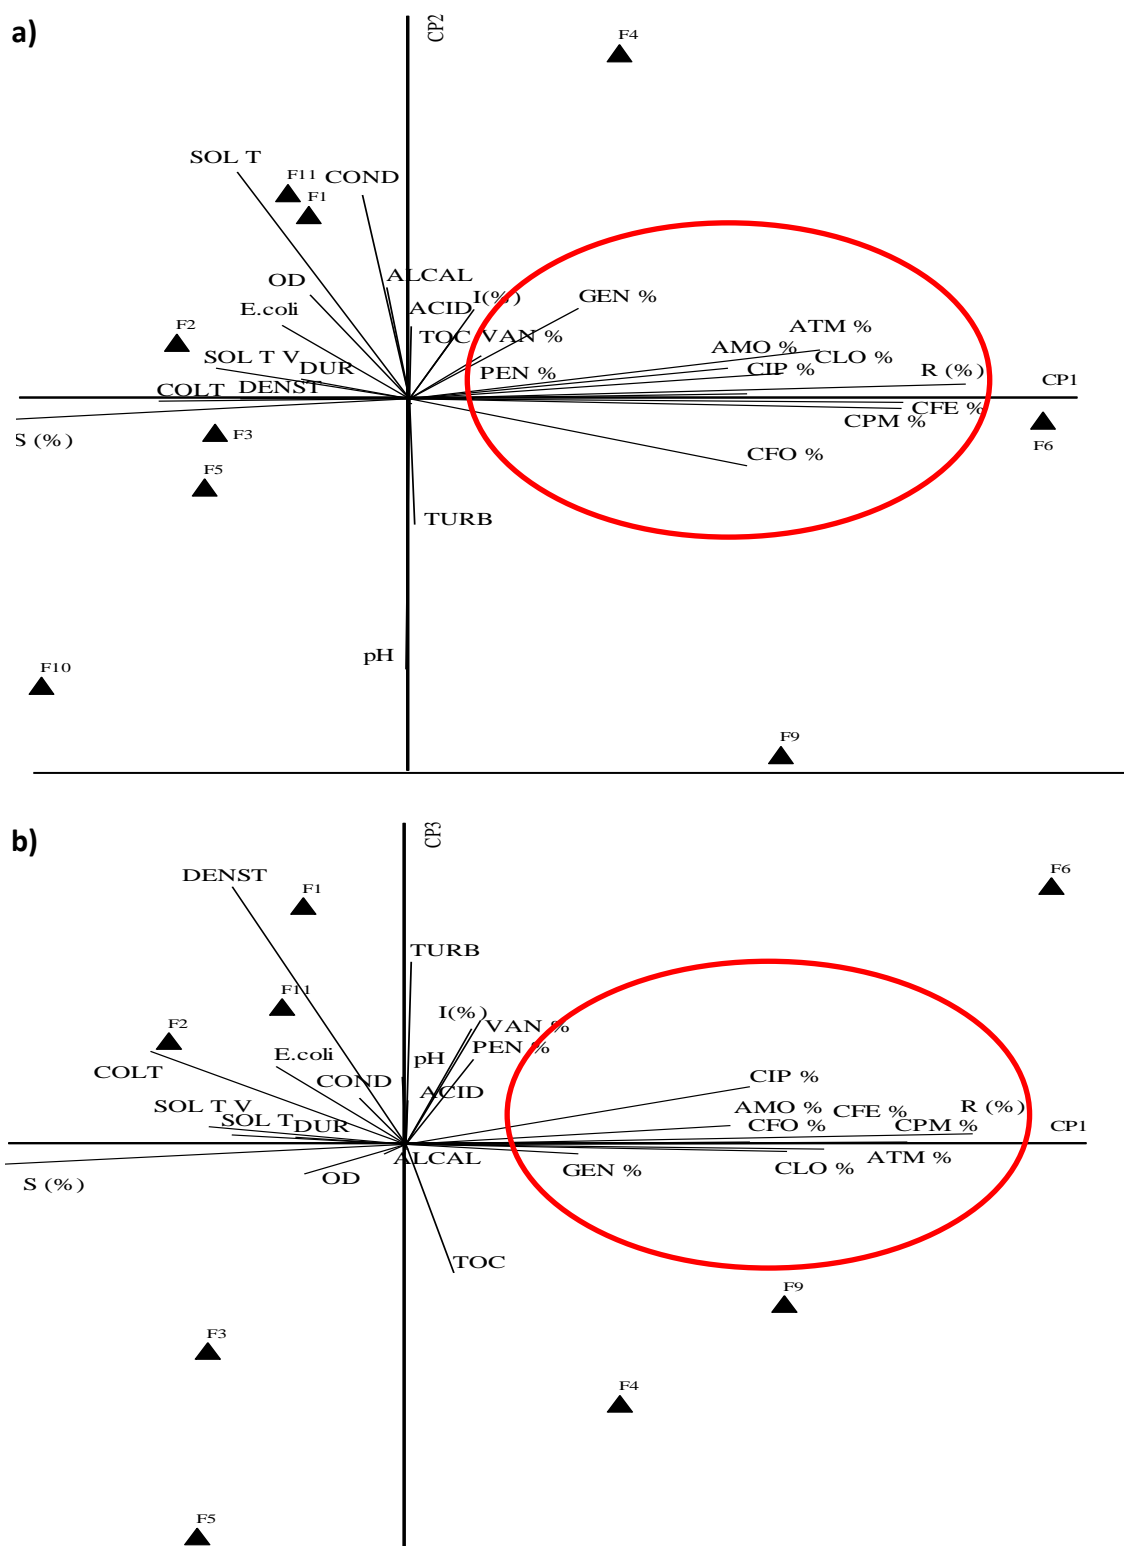 a)
CP2
F4
SOL T
F11
COND
F1
OD
ALCAL
I(%)
GEN %
E.coli
ACID
F2
TOC
VAN %
ATM %
SOL T V
DUR
AMO %
CLO %
PEN %
CIP %
R (%)
CP1
COLT
DENST
CFE %
S (%)
F3
CPM %
F6
F5
CFO %
TURB
pH
F10
F9
b)
CP3
DENST
F1
F6
TURB
F11
I(%)
F2
VAN %
E.coli
pH
PEN %
COLT
COND
ACID
CIP %
SOL T V
AMO %
CFE %
R (%)
SOL T
DUR
CFO %
CPM %
CP1
ALCAL
ATM %
S (%)
OD
GEN %
CLO %
TOC
F9
F3
F4
F5